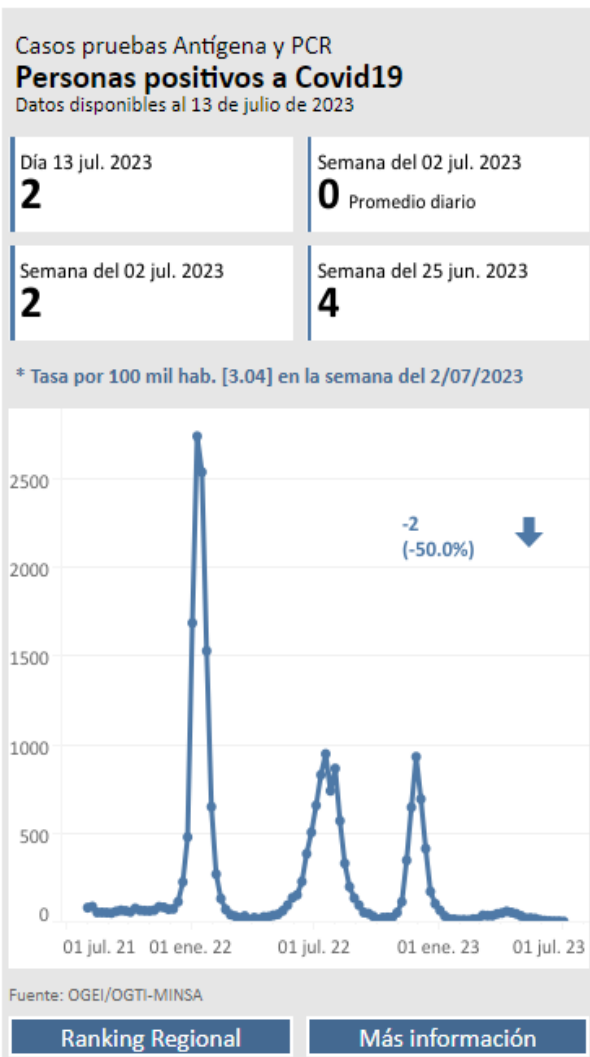 Casos pruebas Antígena y PCR
Personas positivos a Covid19
Datos disponibles al 13 de julio de 2023
Día 13 jul. 2023
2
Semana del 02 jul. 2023
0 Promedio diario
Semana del 02 jul. 2023
2
Semana del 25 jun. 2023
4
* Tasa por 100 mil hab. [3.04] en la semana del 2/07/2023
2500
2000
1500
1000
500
0
-2
(-50.0%)
01 jul. 21 01 ene. 22 01 jul. 22 01 ene. 23 01 jul. 23
Fuente: OGEI/OGTI-MINSA
Ranking Regional
Más información